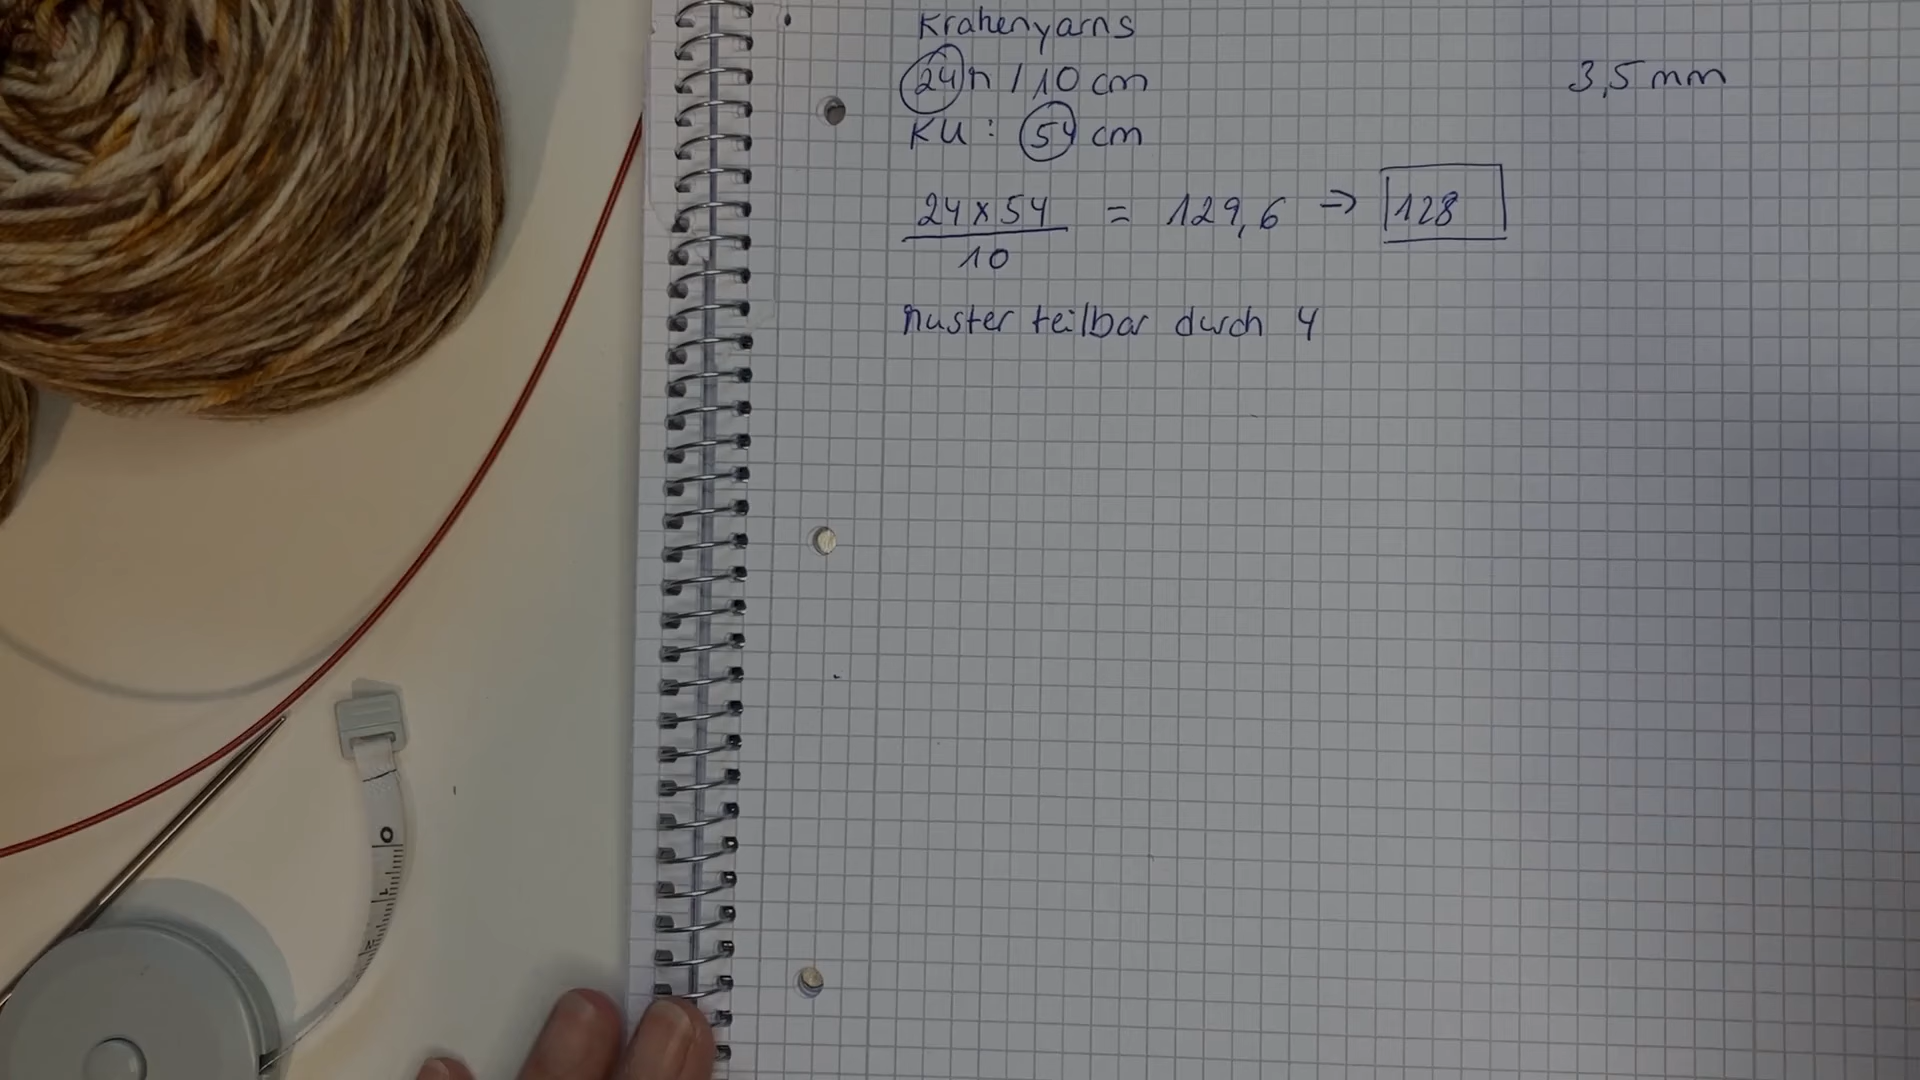 Krahenyarns
24 M / 10 cm 3,5 mm
KU : 54 cm
24 x 54 = 129,6 → 128
10
Muster teilbar durch 4
0